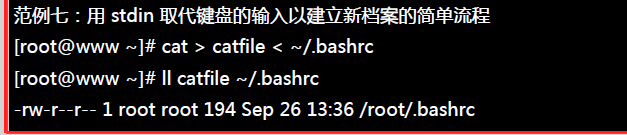 范例七：用 stdin 取代键盘的输入以建立新档案的简单流程
[root@www ~]# cat > catfile < ~/.bashrc
[root@www ~]# ll catfile ~/.bashrc
-rw-r--r-- 1 root root 194 Sep 26 13:36 /root/.bashrc